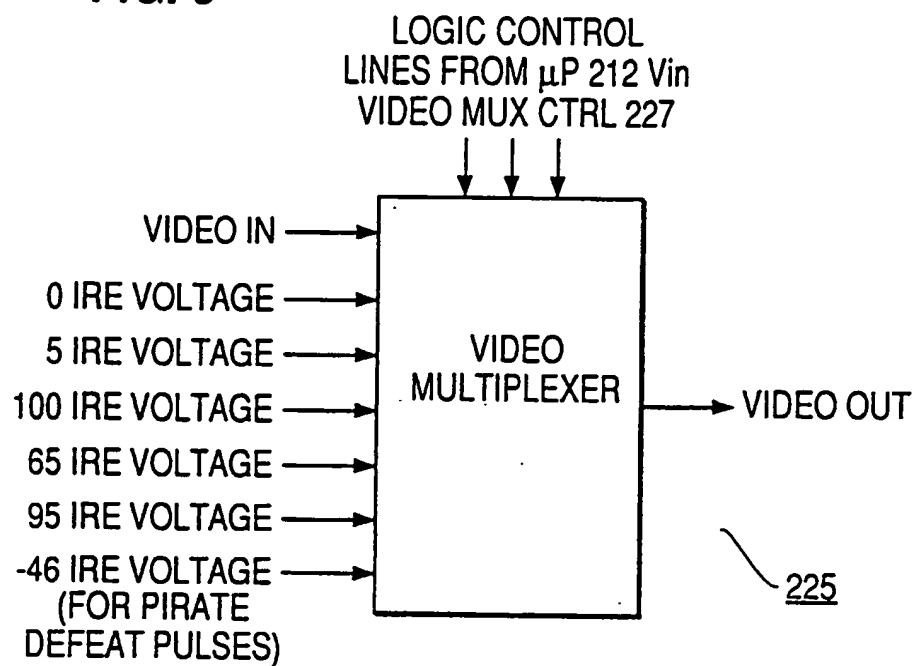 LOGIC CONTROL
LINES FROM µP 212 Vin
VIDEO MUX CTRL 227
VIDEO IN
0 IRE VOLTAGE
5 IRE VOLTAGE
100 IRE VOLTAGE
65 IRE VOLTAGE
95 IRE VOLTAGE
-46 IRE VOLTAGE
(FOR PIRATE
DEFEAT PULSES)
VIDEO
MULTIPLEXER
VIDEO OUT
225